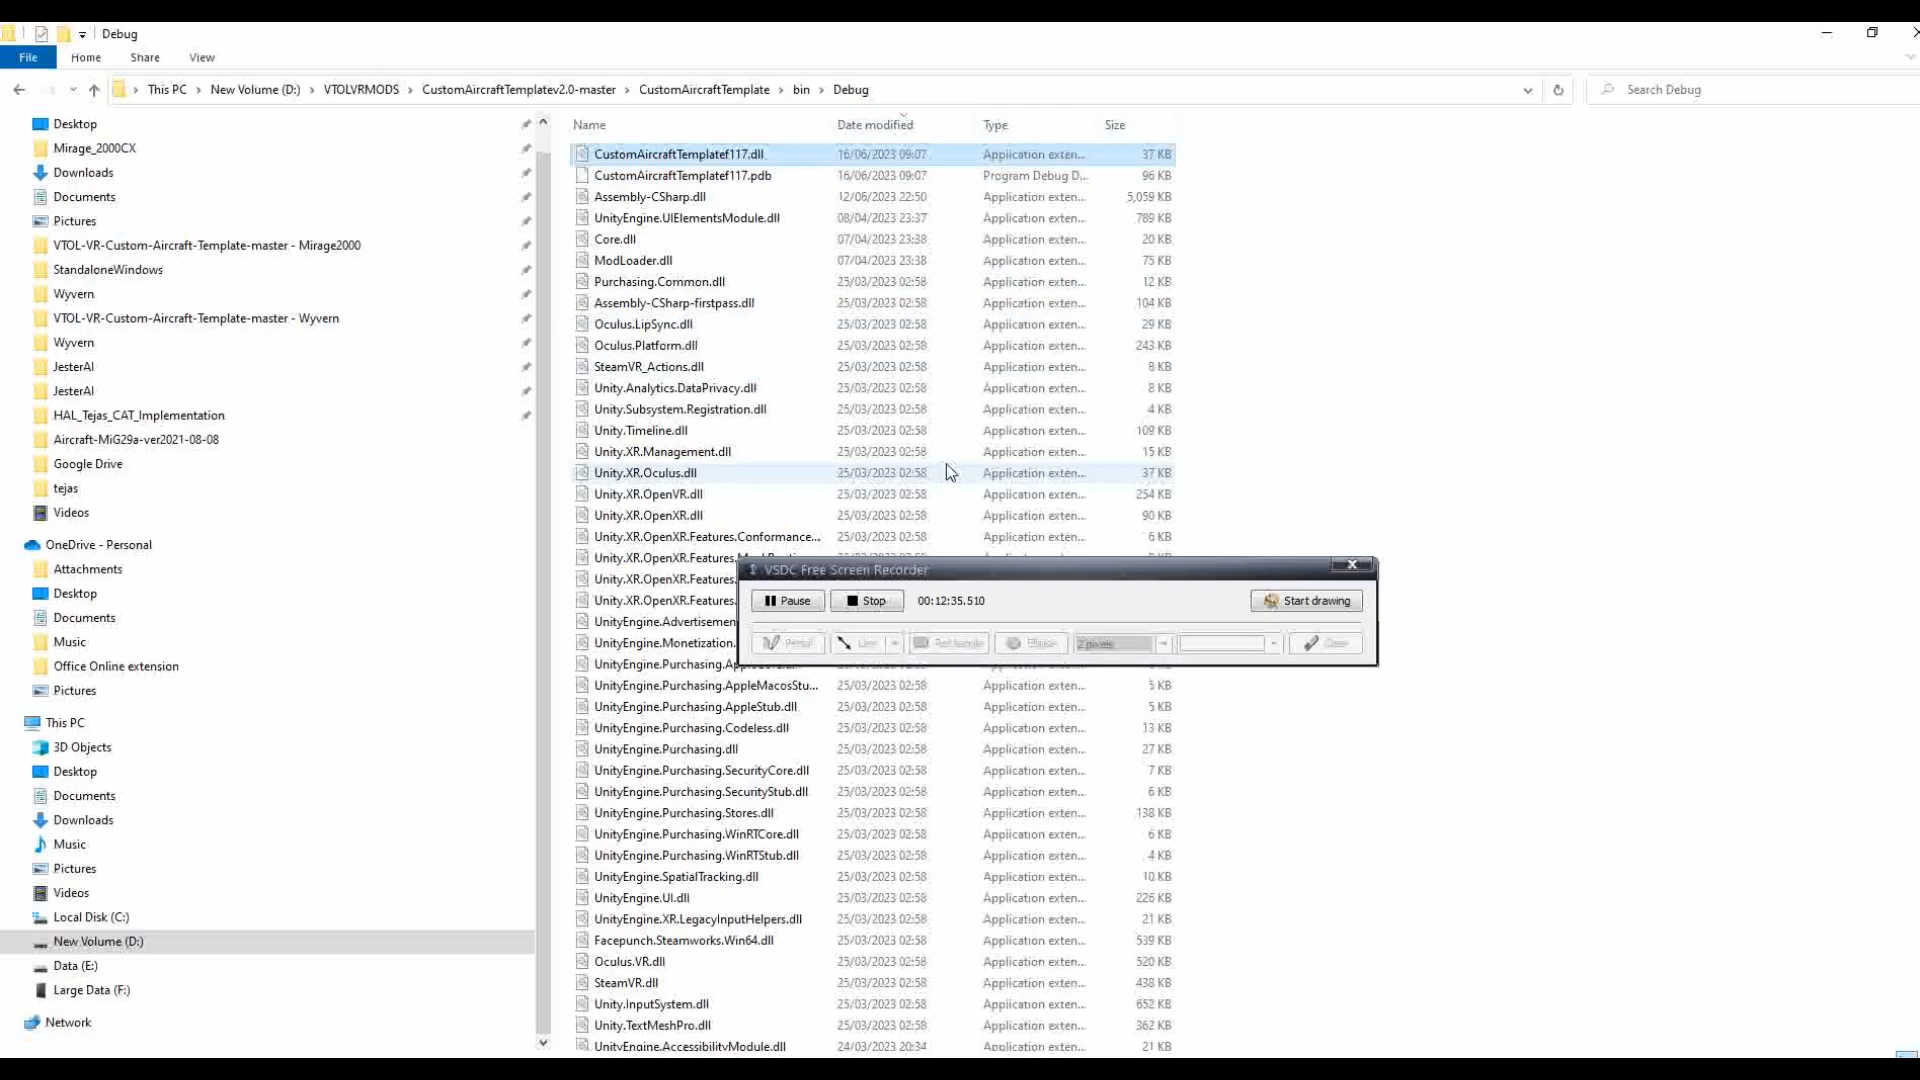 Debug
File Home Share View
This PC New Volume (D:) VTOLVRMODS CustomAircraftTemplatev2.0-master CustomAircraftTemplate bin Debug
Search Debug
Desktop
Mirage_2000CX
Downloads
Documents
Pictures
VTOL-VR-Custom-Aircraft-Template-master - Mirage2000
StandaloneWindows
Wyvern
VTOL-VR-Custom-Aircraft-Template-master - Wyvern
Wyvern
JesterAI
JesterAI
HAL_Tejas_CAT_Implementation
Aircraft-MiG29a-ver2021-08-08
Google Drive
tejas
Videos
OneDrive - Personal
Attachments
Desktop
Documents
Music
Office Online extension
Pictures
This PC
3D Objects
Desktop
Documents
Downloads
Music
Pictures
Videos
Local Disk (C:)
New Volume (D:)
Data (E:)
Large Data (F:)
Network
Name Date modified Type Size
CustomAircraftTemplatef117.dll 16/06/2023 09:07 Application exten... 37 KB
CustomAircraftTemplatef117.pdb 16/06/2023 09:07 Program Debug D... 96 KB
Assembly-CSharp.dll 12/06/2023 22:50 Application exten... 5,059 KB
UnityEngine.UIElementsModule.dll 08/04/2023 23:37 Application exten... 789 KB
Core.dll 07/04/2023 23:38 Application exten... 20 KB
ModLoader.dll 07/04/2023 23:38 Application exten... 75 KB
Purchasing.Common.dll 25/03/2023 02:58 Application exten... 12 KB
Assembly-CSharp-firstpass.dll 25/03/2023 02:58 Application exten... 104 KB
Oculus.LipSync.dll 25/03/2023 02:58 Application exten... 29 KB
Oculus.Platform.dll 25/03/2023 02:58 Application exten... 243 KB
SteamVR_Actions.dll 25/03/2023 02:58 Application exten... 8 KB
Unity.Analytics.DataPrivacy.dll 25/03/2023 02:58 Application exten... 8 KB
Unity.Subsystem.Registration.dll 25/03/2023 02:58 Application exten... 4 KB
Unity.Timeline.dll 25/03/2023 02:58 Application exten... 109 KB
Unity.XR.Management.dll 25/03/2023 02:58 Application exten... 15 KB
Unity.XR.Oculus.dll 25/03/2023 02:58 Application exten... 37 KB
Unity.XR.OpenVR.dll 25/03/2023 02:58 Application exten... 254 KB
Unity.XR.OpenXR.dll 25/03/2023 02:58 Application exten... 90 KB
Unity.XR.OpenXR.Features.Conformance... 25/03/2023 02:58 Application exten... 6 KB
Unity.XR.OpenXR.Features.
Unity.XR.OpenXR.Features.
Unity.XR.OpenXR.Features.
UnityEngine.Advertisemen
UnityEngine.Monetization.
UnityEngine.Purchasing.
VSDC Free Screen Recorder
Pause Stop 00:12:35.510 Start drawing
2 pixels
UnityEngine.Purchasing.AppleMacosStu... 25/03/2023 02:58 Application exten... 5 KB
UnityEngine.Purchasing.AppleStub.dll 25/03/2023 02:58 Application exten... 5 KB
UnityEngine.Purchasing.Codeless.dll 25/03/2023 02:58 Application exten... 13 KB
UnityEngine.Purchasing.dll 25/03/2023 02:58 Application exten... 27 KB
UnityEngine.Purchasing.SecurityCore.dll 25/03/2023 02:58 Application exten... 7 KB
UnityEngine.Purchasing.SecurityStub.dll 25/03/2023 02:58 Application exten... 6 KB
UnityEngine.Purchasing.Stores.dll 25/03/2023 02:58 Application exten... 138 KB
UnityEngine.Purchasing.WinRTCore.dll 25/03/2023 02:58 Application exten... 6 KB
UnityEngine.Purchasing.WinRTStub.dll 25/03/2023 02:58 Application exten... 4 KB
UnityEngine.SpatialTracking.dll 25/03/2023 02:58 Application exten... 10 KB
UnityEngine.UI.dll 25/03/2023 02:58 Application exten... 226 KB
UnityEngine.XR.LegacyInputHelpers.dll 25/03/2023 02:58 Application exten... 21 KB
Facepunch.Steamworks.Win64.dll 25/03/2023 02:58 Application exten... 539 KB
Oculus.VR.dll 25/03/2023 02:58 Application exten... 520 KB
SteamVR.dll 25/03/2023 02:58 Application exten... 438 KB
Unity.InputSystem.dll 25/03/2023 02:58 Application exten... 652 KB
Unity.TextMeshPro.dll 25/03/2023 02:58 Application exten... 362 KB
UnityEngine.AccessibilityModule.dll 24/03/2023 20:34 Application exten... 21 KB